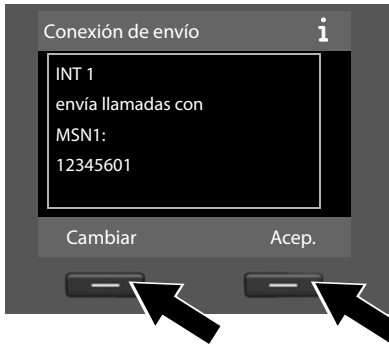 Conexión de envío i
INT 1
envía llamadas con
MSN1:
12345601
Cambiar Acep.